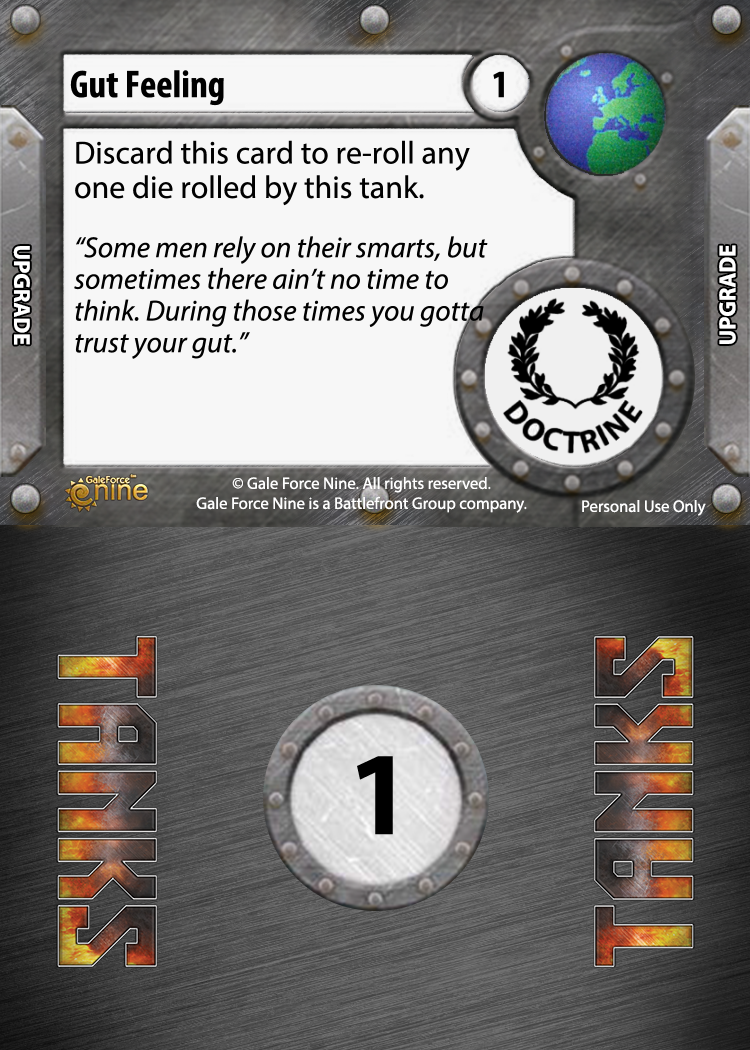 Gut Feeling
1
Discard this card to re-roll any
one die rolled by this tank.
“Some men rely on their smarts, but
sometimes there ain’t no time to
think. During those times you gotta
trust your gut.”
UPGRADE
UPGRADE
DOCTRINE
GaleForce™
nine
© Gale Force Nine. All rights reserved.
Gale Force Nine is a Battlefront Group company.
Personal Use Only
TANKS
1
TANKS